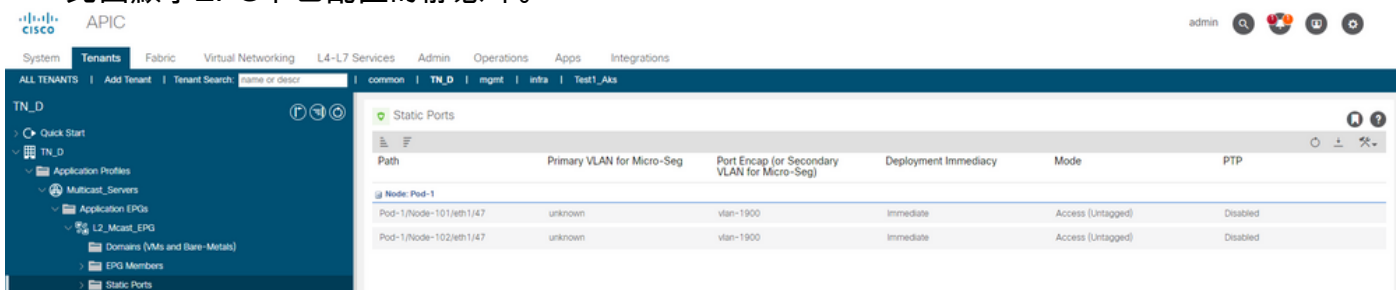 cisco APIC admin
System Tenants Fabric Virtual Networking L4-L7 Services Admin Operations Apps Integrations
ALL TENANTS | Add Tenant | Tenant Search: name or descr | common | TN_D | mgmt | infra | Test1_Aks
TN_D
Quick Start
TN_D
Application Profiles
Multicast_Servers
Application EPGs
L2_Mcast_EPG
Domains (VMs and Bare-Metals)
EPG Members
Static Ports
Static Ports
Path Primary VLAN for Micro-Seg Port Encap (or Secondary VLAN for Micro-Seg) Deployment Immediacy Mode PTP
Node: Pod-1
Pod-1/Node-101/eth1/47 unknown vlan-1900 Immediate Access (Untagged) Disabled
Pod-1/Node-102/eth1/47 unknown vlan-1900 Immediate Access (Untagged) Disabled